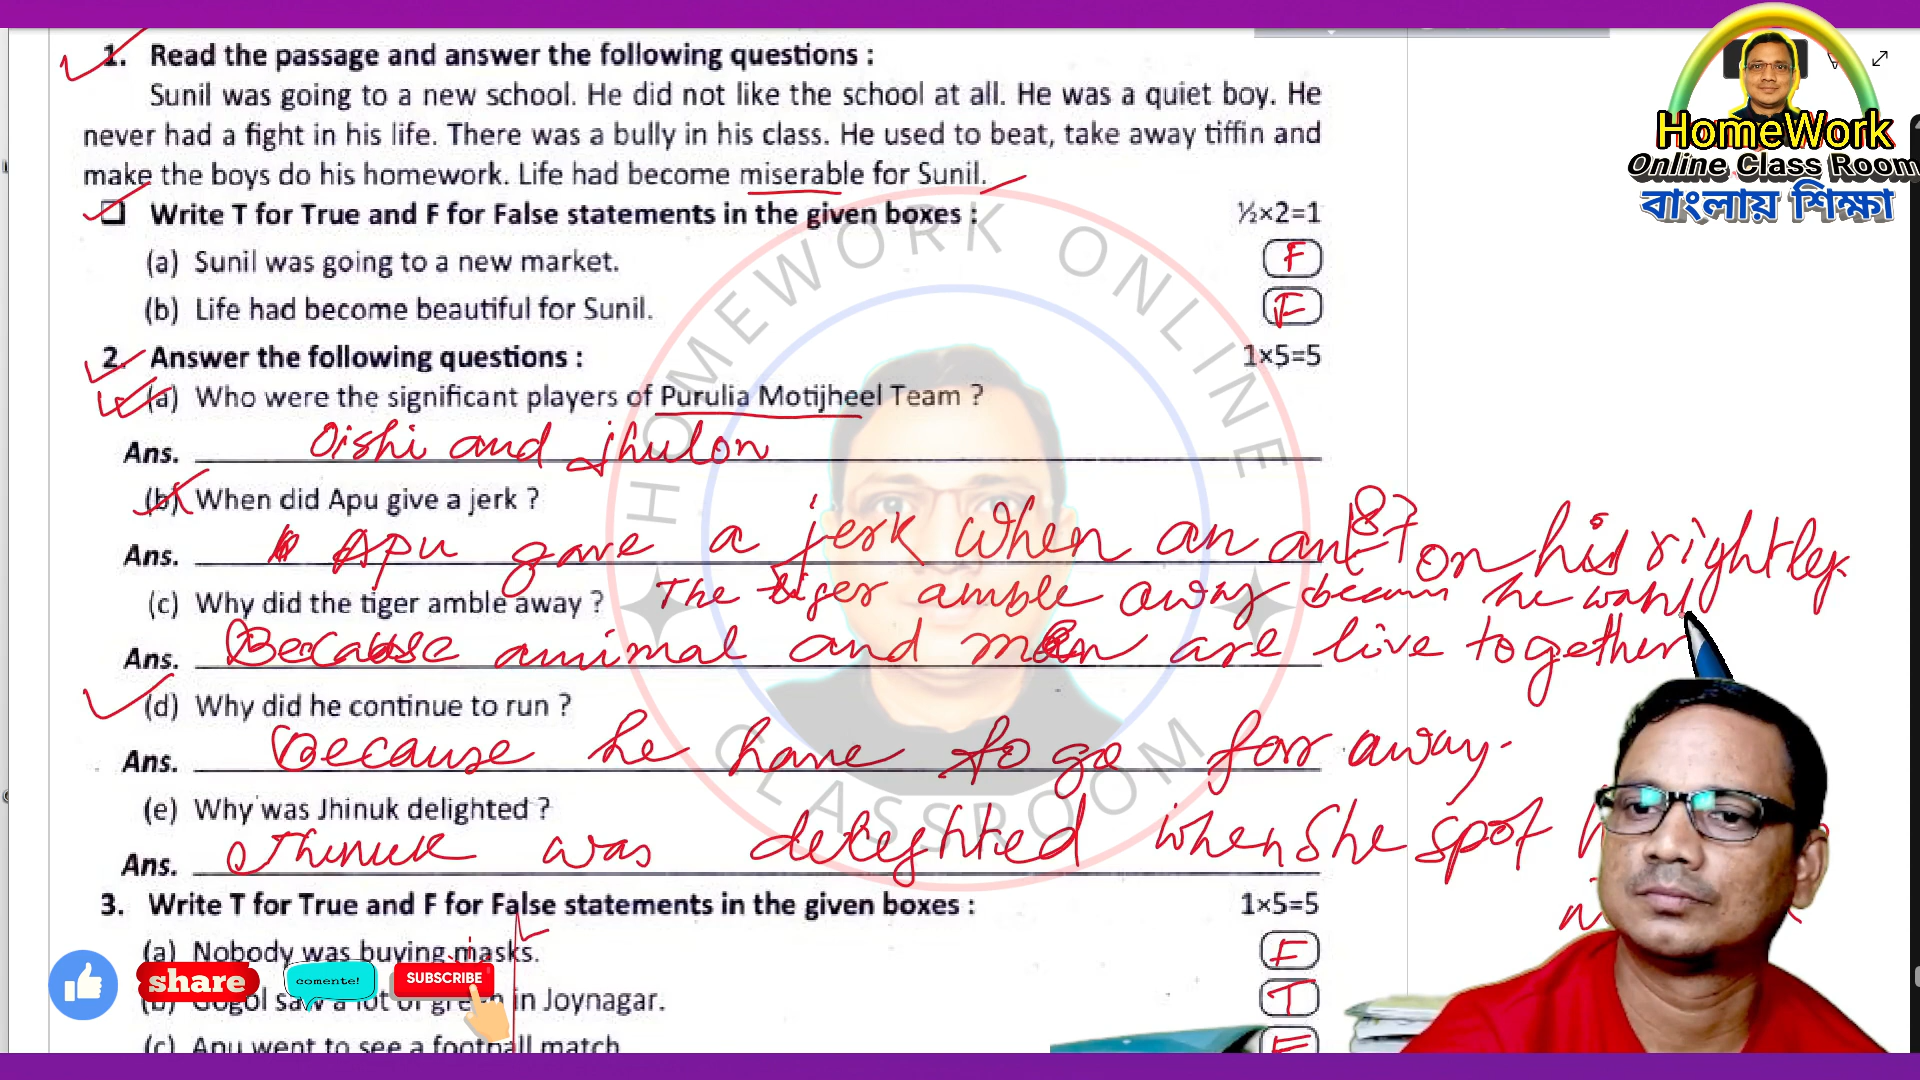 1. Read the passage and answer the following questions :
Sunil was going to a new school. He did not like the school at all. He was a quiet boy. He
never had a fight in his life. There was a bully in his class. He used to beat, take away tiffin and
make the boys do his homework. Life had become miserable for Sunil.
Write T for True and F for False statements in the given boxes : ½×2=1
(a) Sunil was going to a new market. F
(b) Life had become beautiful for Sunil. F
2. Answer the following questions : 1×5=5
(a) Who were the significant players of Purulia Motijheel Team ?
Ans. Oishi and jhulon
(b) When did Apu give a jerk ?
Ans. Apu gave a jerk when an ant on his right leg.
(c) Why did the tiger amble away ? The tiger amble away he want
Ans. Because animal and men are live together
(d) Why did he continue to run ?
Ans. Because he have to go far away.
(e) Why was Jhinuk delighted ?
Ans. Jhinuk was delighted when She spot
3. Write T for True and F for False statements in the given boxes : 1×5=5
(a) Nobody was buying masks. F
(b) Gogol saw a lot of green in Joynagar. T
(c) Apu went to see a football match F
HomeWork
Online Class Room
বাংলায় শিক্ষা
HOMEWORK ONLINE
CLASSROOM
share
comente!
SUBSCRIBE